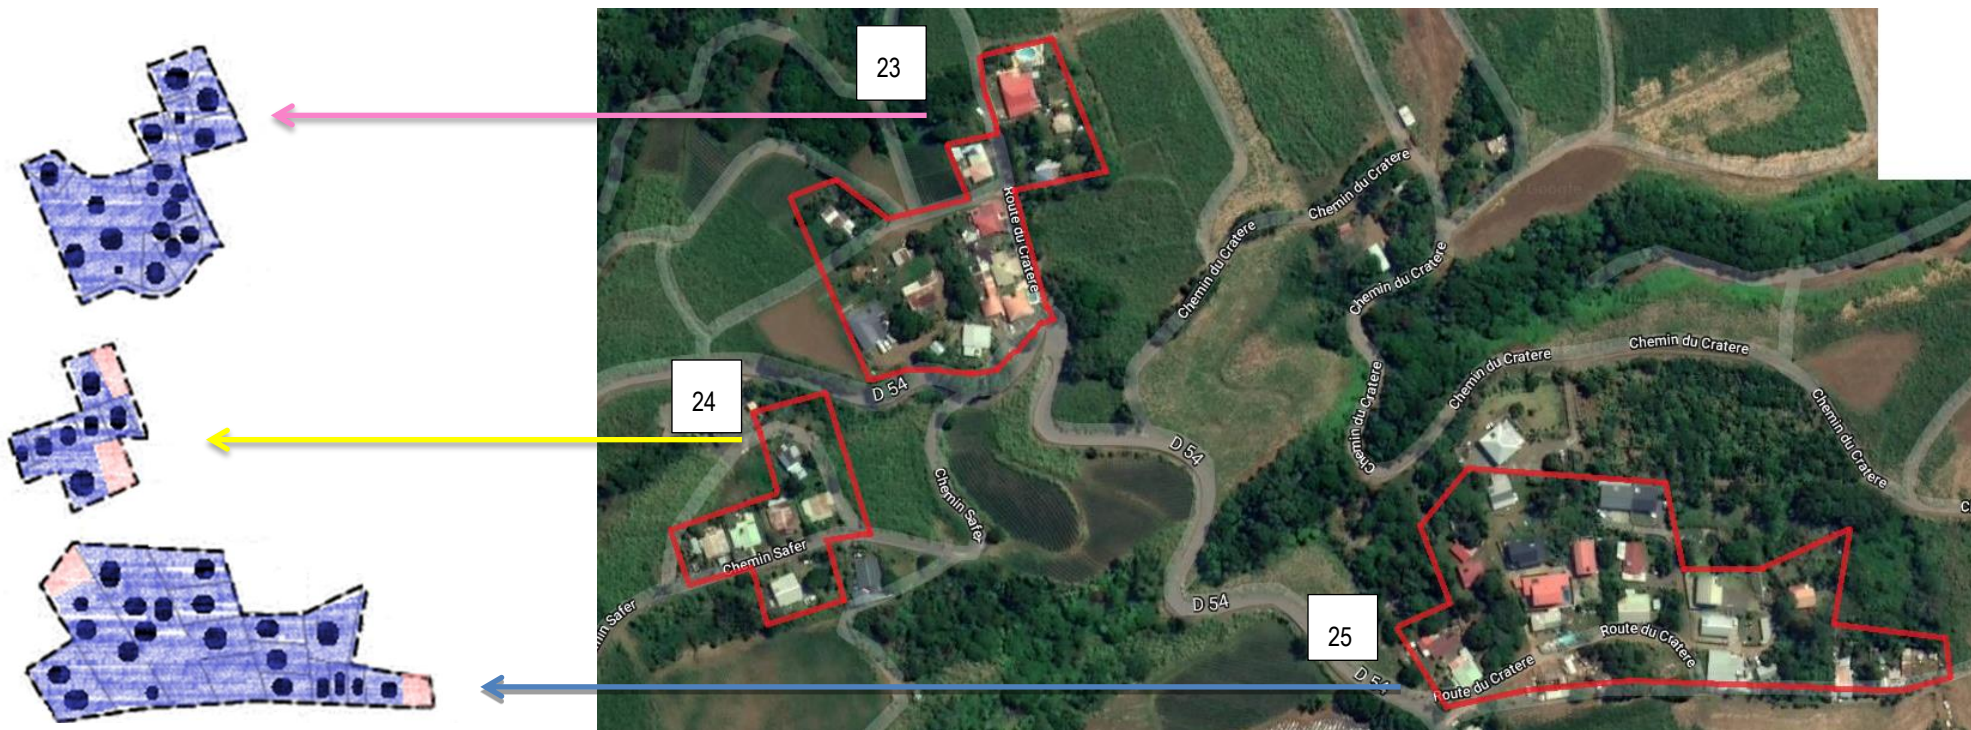 23
Chemin du Cratere
Google
Route du Cratere
Chemin du Cratere
Chemin du Cratere
Chemin du Cratere
Chemin du Cratere
Chemin du Cratere
Chemin du Cratere
D 54
24
D 54
Chemin Safer
Chemin Safer
D 54
Safer
25
Route du Cratere
Route du Cratere
D 54